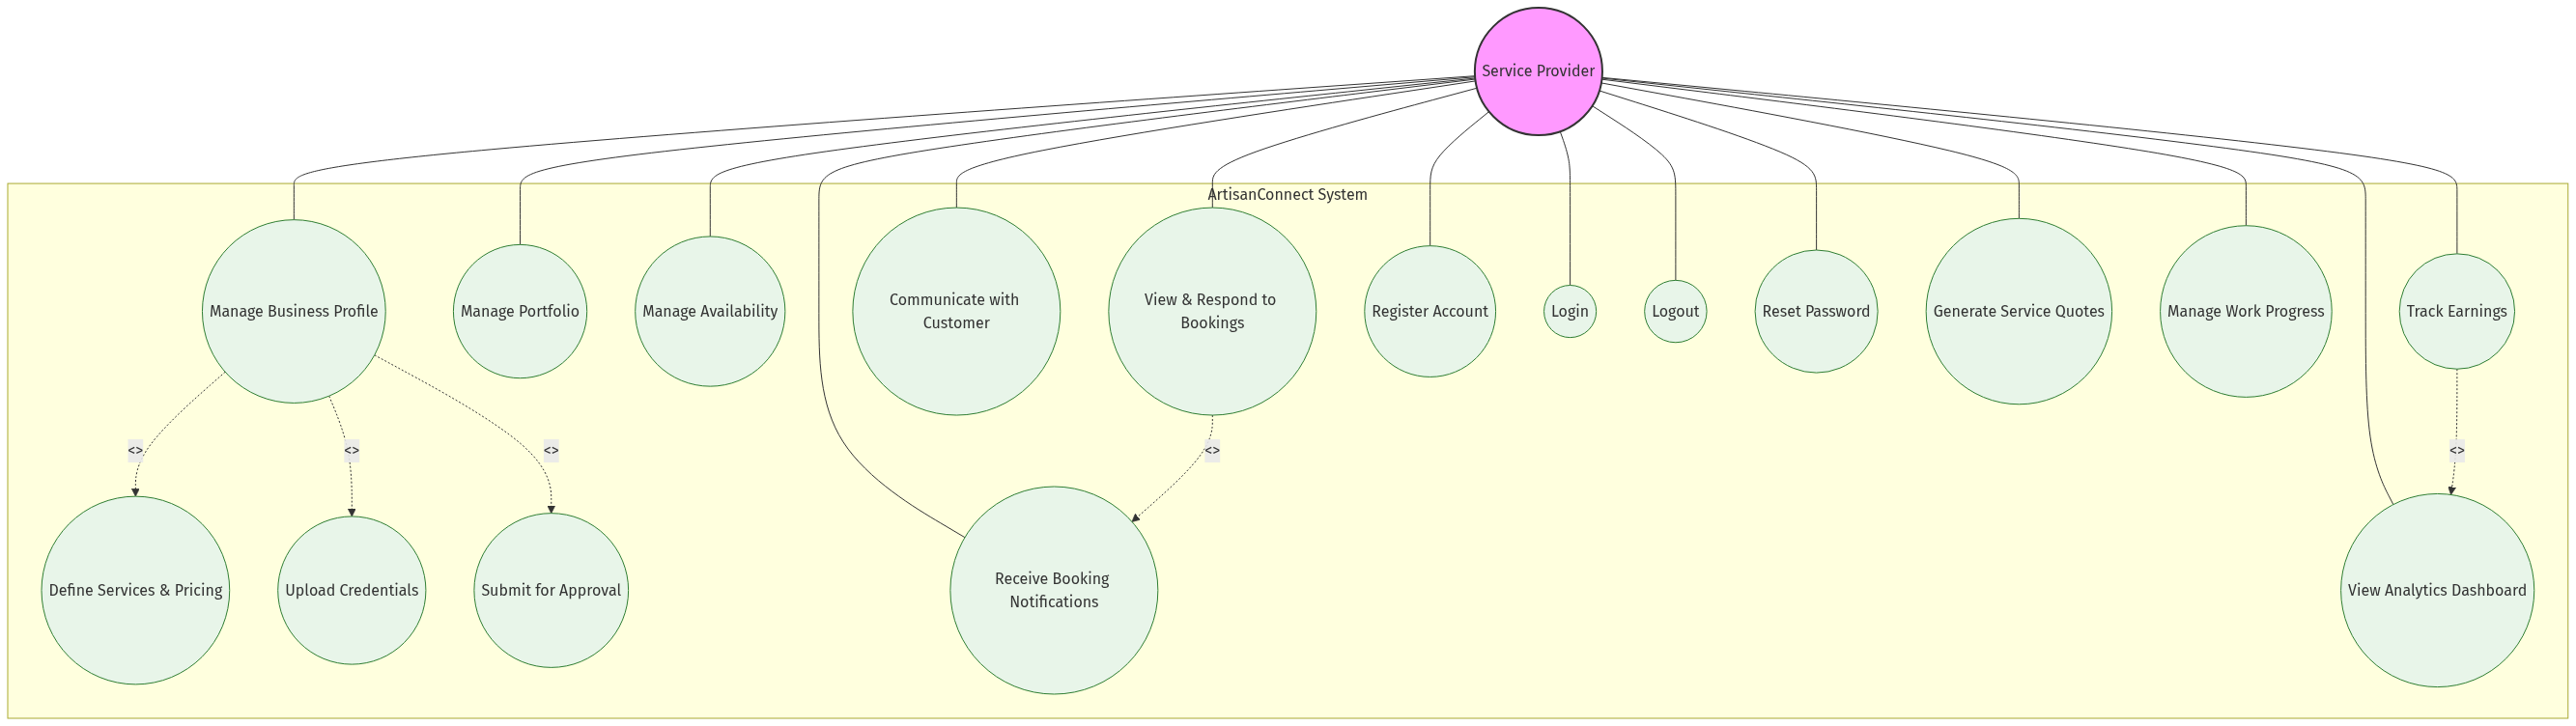 Service Provider
ArtisanConnect System
Manage Business Profile
Manage Portfolio
Manage Availability
Communicate with
Customer
View & Respond to
Bookings
Register Account
Login
Logout
Reset Password
Generate Service Quotes
Manage Work Progress
Track Earnings
<>
<>
<>
<>
<>
Define Services & Pricing
Upload Credentials
Submit for Approval
Receive Booking
Notifications
View Analytics Dashboard